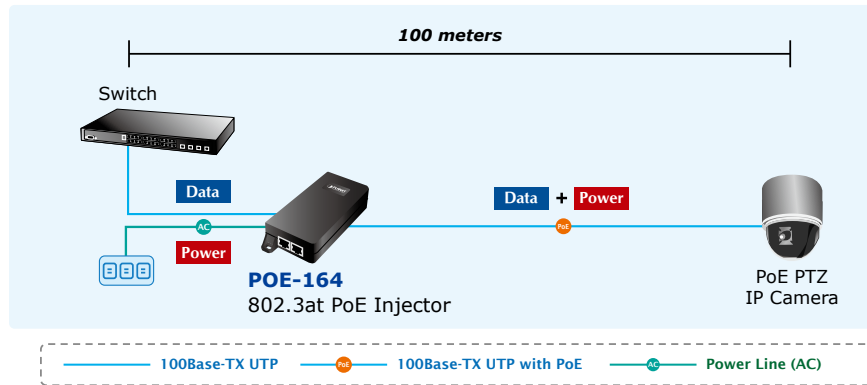 100 meters
Switch
Data
Data + Power
AC
PoE
Power
POE-164
802.3at PoE Injector
PoE PTZ
IP Camera
100Base-TX UTP
PoE
100Base-TX UTP with PoE
AC
Power Line (AC)